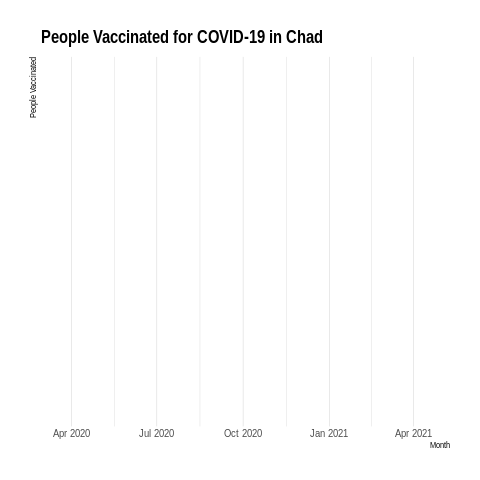 People Vaccinated for COVID-19 in Chad
People Vaccinated
Apr 2020 Jul 2020 Oct 2020 Jan 2021 Apr 2021
Month